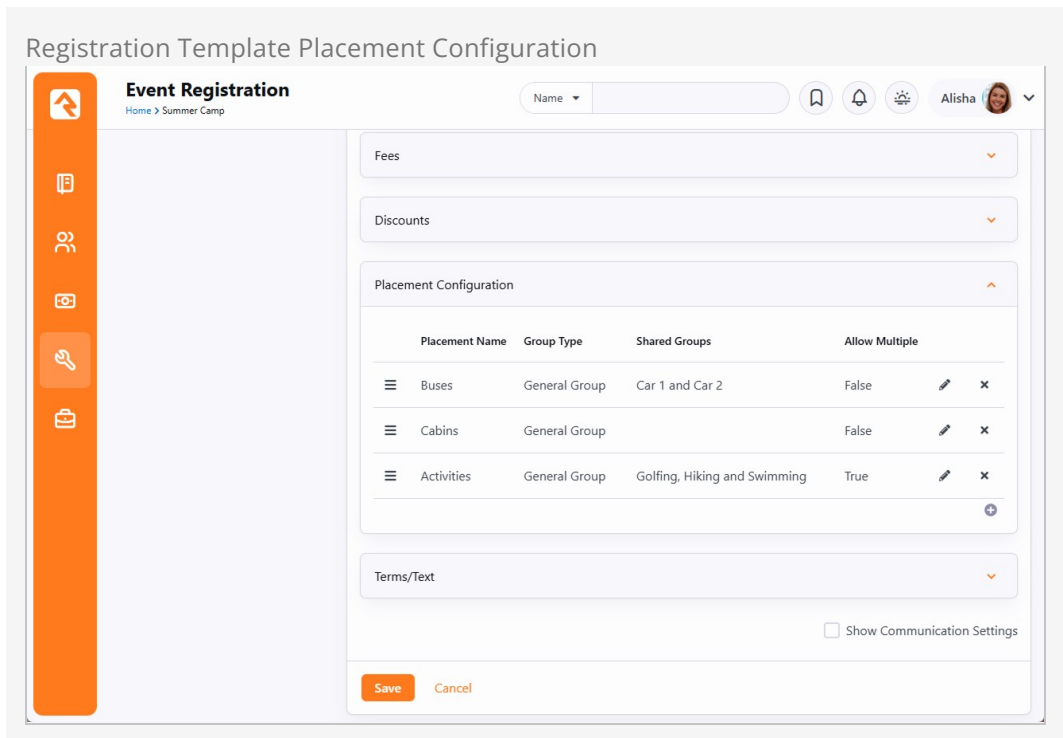 Registration Template Placement Configuration
Event Registration
Home > Summer Camp
Name
Alisha
Fees
Discounts
Placement Configuration
Placement Name Group Type Shared Groups Allow Multiple
Buses General Group Car 1 and Car 2 False
Cabins General Group False
Activities General Group Golfing, Hiking and Swimming True
Terms/Text
Show Communication Settings
Save Cancel